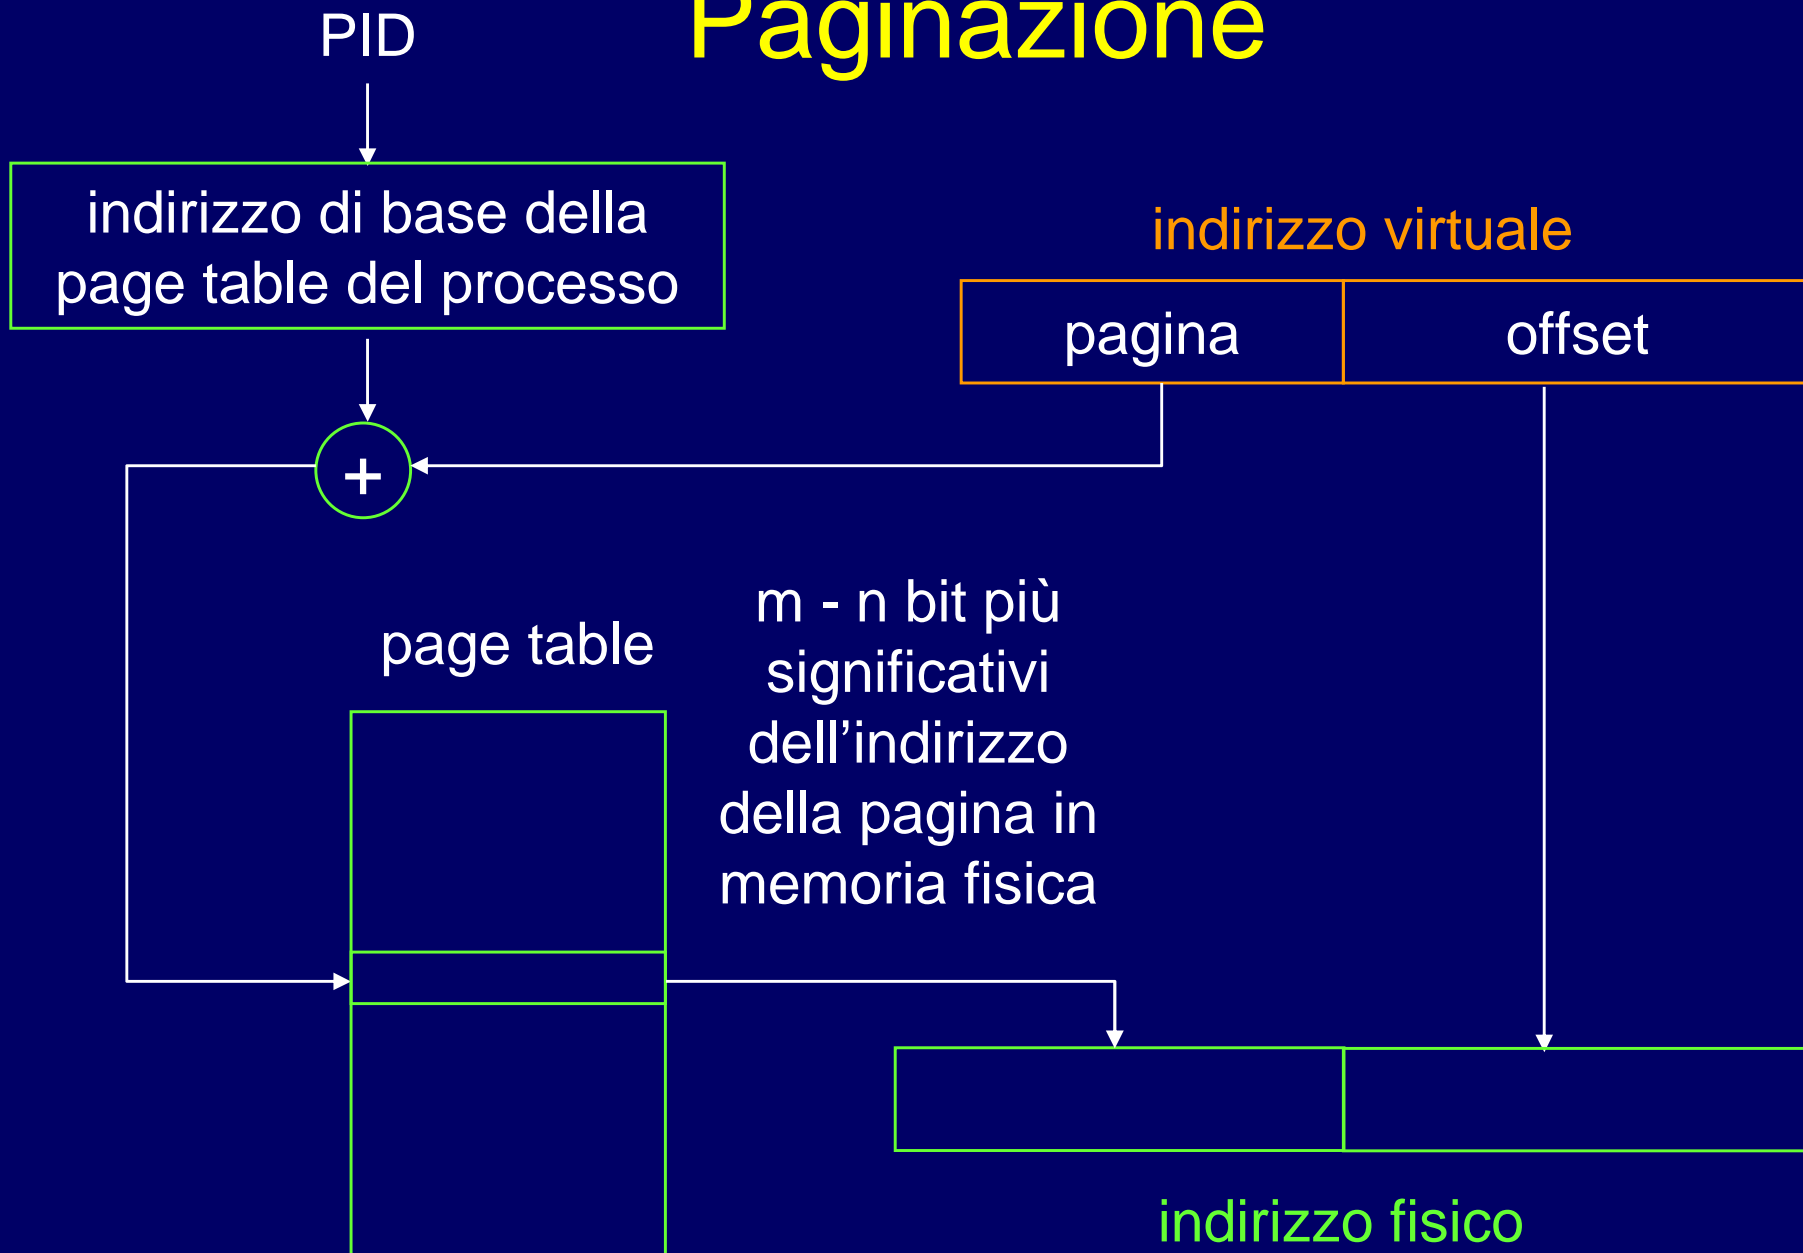 Paginazione
PID
indirizzo di base della
page table del processo
indirizzo virtuale
pagina
offset
+
page table
m - n bit più
significativi
dell’indirizzo
della pagina in
memoria fisica
indirizzo fisico